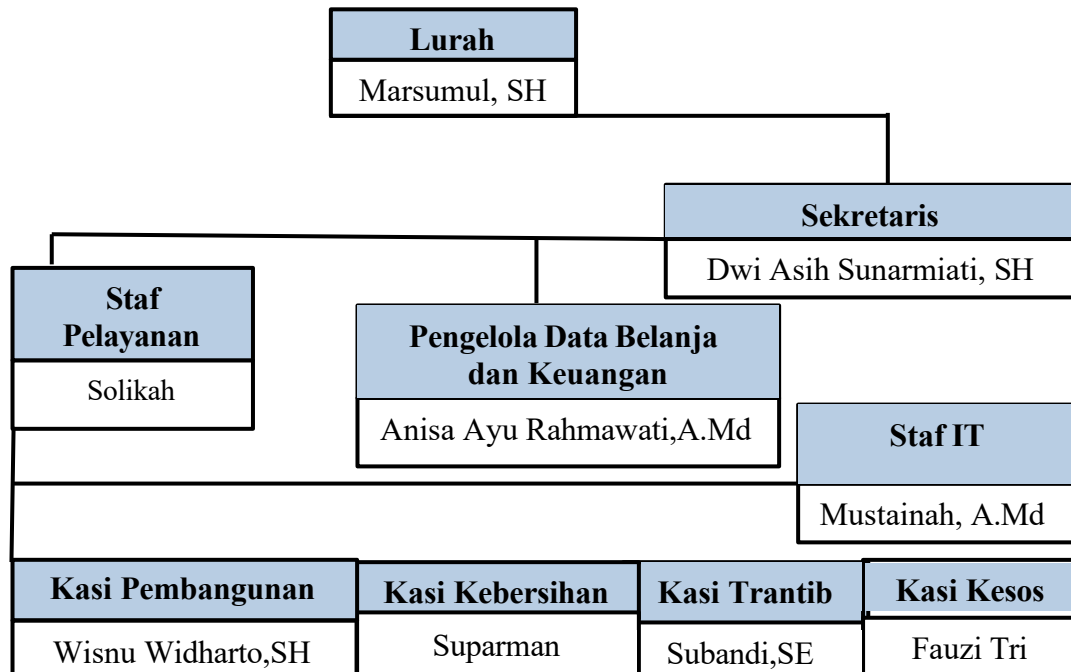 Lurah
Marsumul, SH
Sekretaris
Dwi Asih Sunarmiati, SH
Staf
Pelayanan
Solikah
Pengelola Data Belanja
dan Keuangan
Anisa Ayu Rahmawati,A.Md
Staf IT
Mustainah, A.Md
Kasi Pembangunan
Wisnu Widharto,SH
Kasi Kebersihan
Suparman
Kasi Trantib
Subandi,SE
Kasi Kesos
Fauzi Tri